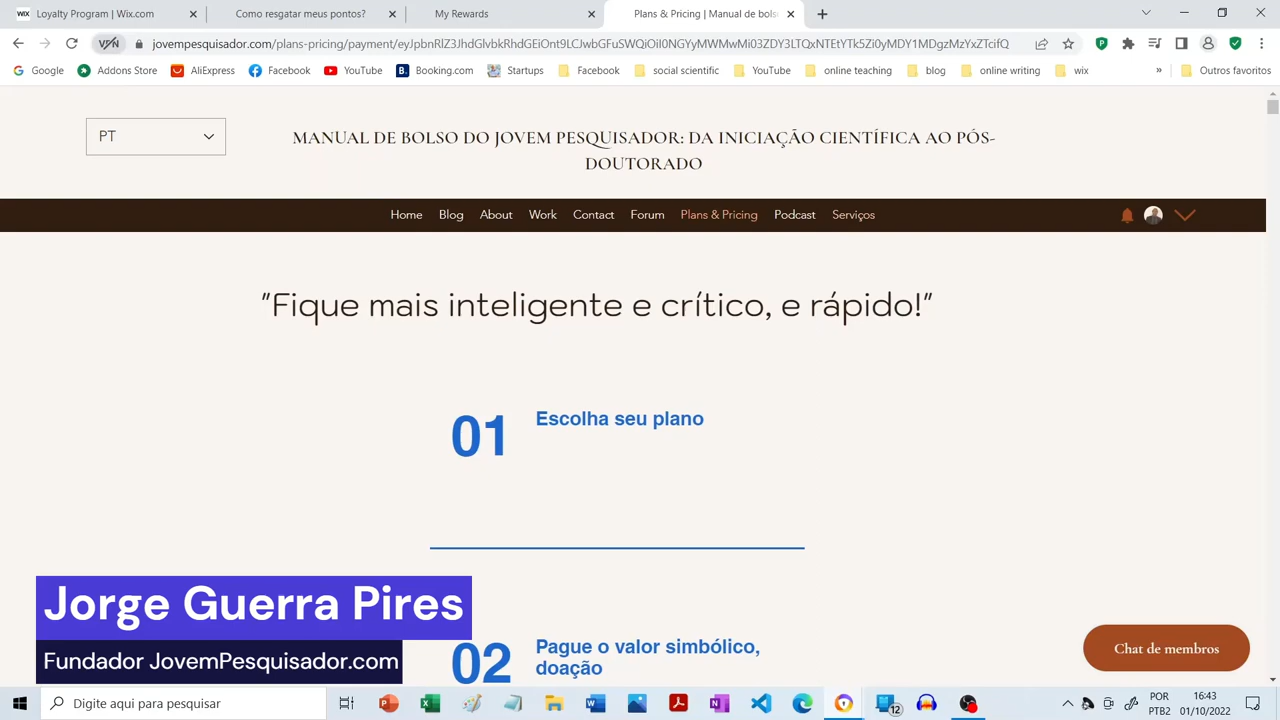 Loyalty Program | Wix.com
Como resgatar meus pontos?
My Rewards
Plans & Pricing | Manual de bols
VPN
jovempesquisador.com/plans-pricing/payment/
Google
Addons Store
AliExpress
Facebook
YouTube
Booking.com
Startups
Facebook
social scientific
YouTube
online teaching
blog
online writing
wix
»
Outros favoritos
PT
MANUAL DE BOLSO DO JOVEM PESQUISADOR: DA INICIAÇÃO CIENTÍFICA AO PÓS-
DOUTORADO
Home Blog About Work Contact Forum Plans & Pricing Podcast Serviços
"Fique mais inteligente e crítico, e rápido!"
01
Escolha seu plano
Jorge Guerra Pires
Fundador JovemPesquisador.com
02
Pague o valor simbólico,
doação
Chat de membros
Digite aqui para pesquisar
12
POR
PTB2
16:43
01/10/2022